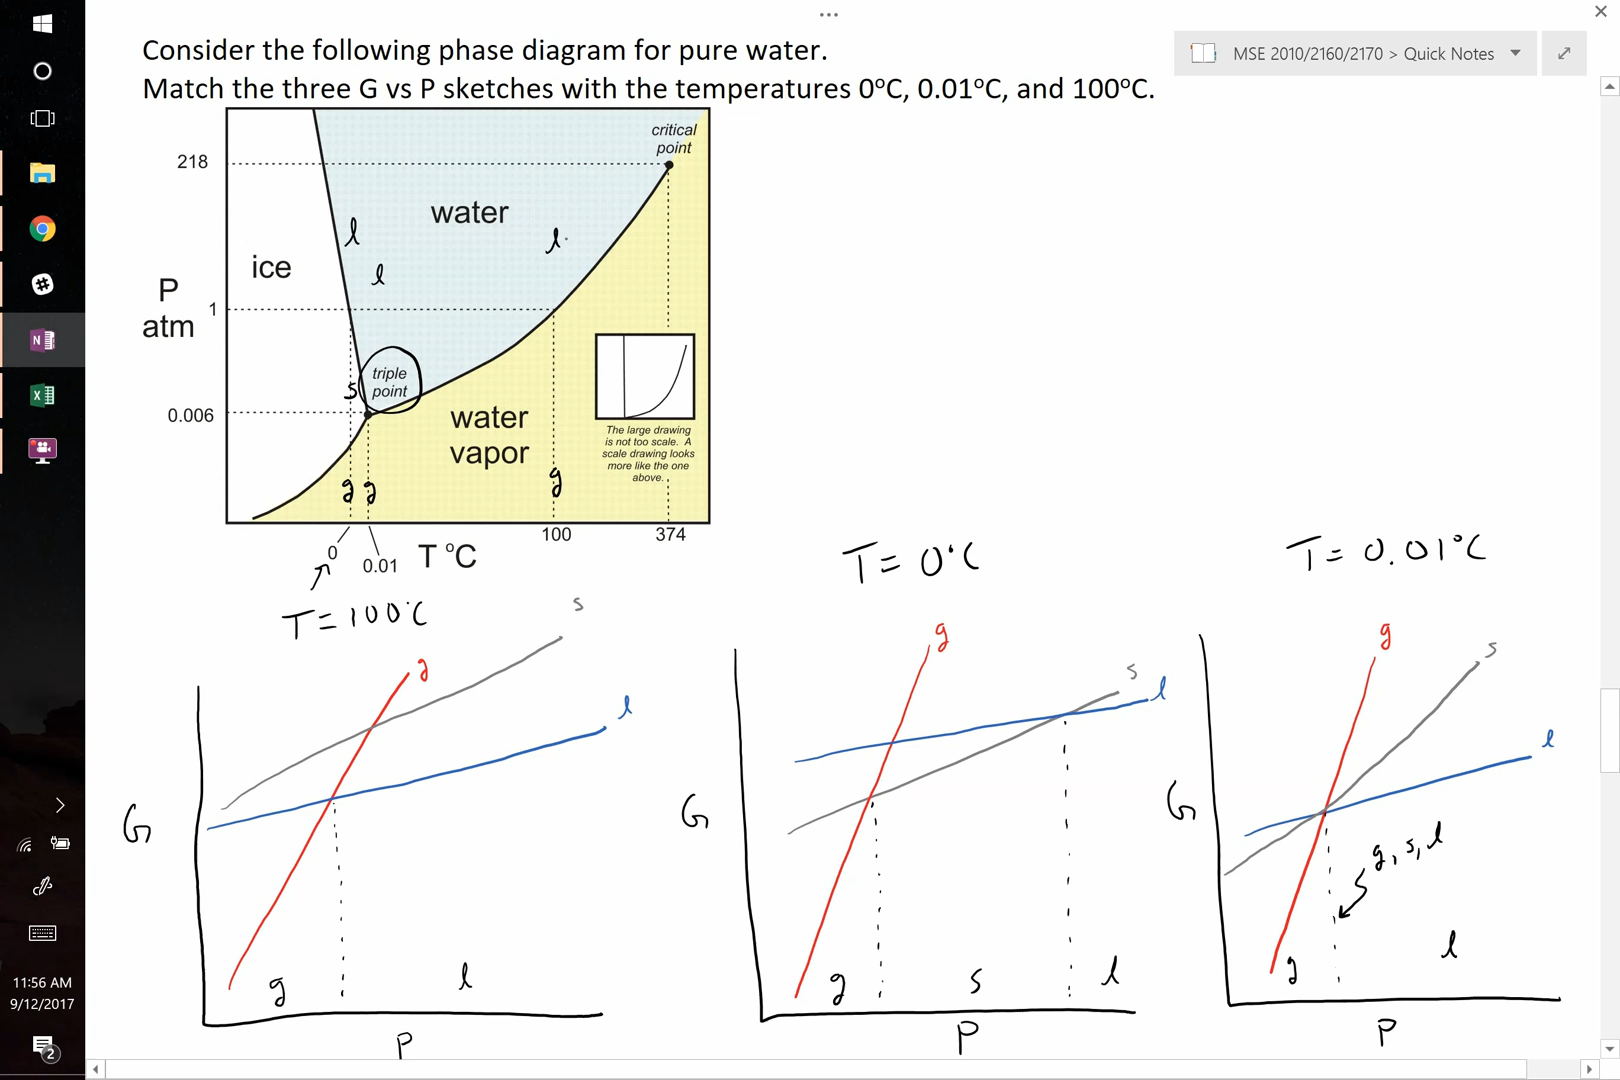 MSE 2010/2160/2170 > Quick Notes
Consider the following phase diagram for pure water.
Match the three G vs P sketches with the temperatures 0°C, 0.01°C, and 100°C.
critical
point
218
water
l
l
l
ice
P
atm
1
triple
point
s
0.006
water
vapor
The large drawing
is not too scale. A
scale drawing looks
more like the one
above.
g g
g
0
0.01
T °C
100
374
T = 100°C
s
g
l
G
g
l
P
T = 0°C
g
s
l
G
g
s
l
P
T = 0.01°C
g
s
l
G
g, s, l
g
l
P
N
X
11:56 AM
9/12/2017
2